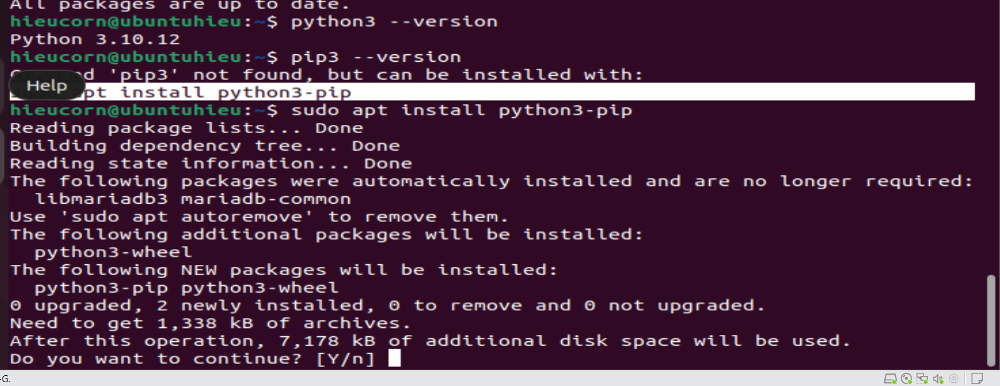 All packages are up to date.
hieucorn@ubuntuhieu:~$ python3 --version
Python 3.10.12
hieucorn@ubuntuhieu:~$ pip3 --version
'pip3' not found, but can be installed with:
Help
install python3-pip
hieucorn@ubuntuhieu:~$ sudo apt install python3-pip
Reading package lists... Done
Building dependency tree... Done
Reading state information... Done
The following packages were automatically installed and are no longer required:
libmariadb3 mariadb-common
Use 'sudo apt autoremove' to remove them.
The following additional packages will be installed:
python3-wheel
The following NEW packages will be installed:
python3-pip python3-wheel
0 upgraded, 2 newly installed, 0 to remove and 0 not upgraded.
Need to get 1,338 kB of archives.
After this operation, 7,178 kB of additional disk space will be used.
Do you want to continue? [Y/n]
-G.